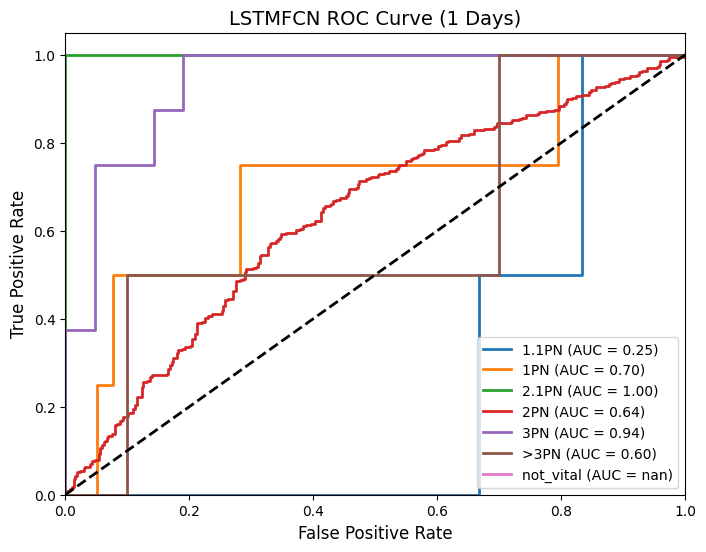 LSTMFCN ROC Curve (1 Days)
True Positive Rate
1.0
0.8
0.6
0.4
0.2
0.0
0.0 0.2 0.4 0.6 0.8 1.0
False Positive Rate
1.1PN (AUC = 0.25)
1PN (AUC = 0.70)
2.1PN (AUC = 1.00)
2PN (AUC = 0.64)
3PN (AUC = 0.94)
>3PN (AUC = 0.60)
not_vital (AUC = nan)